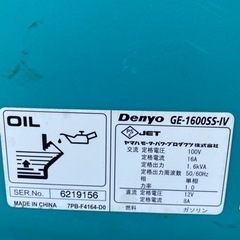 OIL
SER.NO. 6219156
MADE IN JAPAN 7PB-F4164-D0
Denyo GE-1600SS-IV
JET
ヤマハモーターパワープロダクツ株式会社
交流 定格電圧 100V
定格電流 16A
定格出力 1.6kVA
定格出力周波数 50/60Hz
相数 単相
力率 1.0
直流 定格電圧 12V
定格電流 8A
燃料 ガソリン